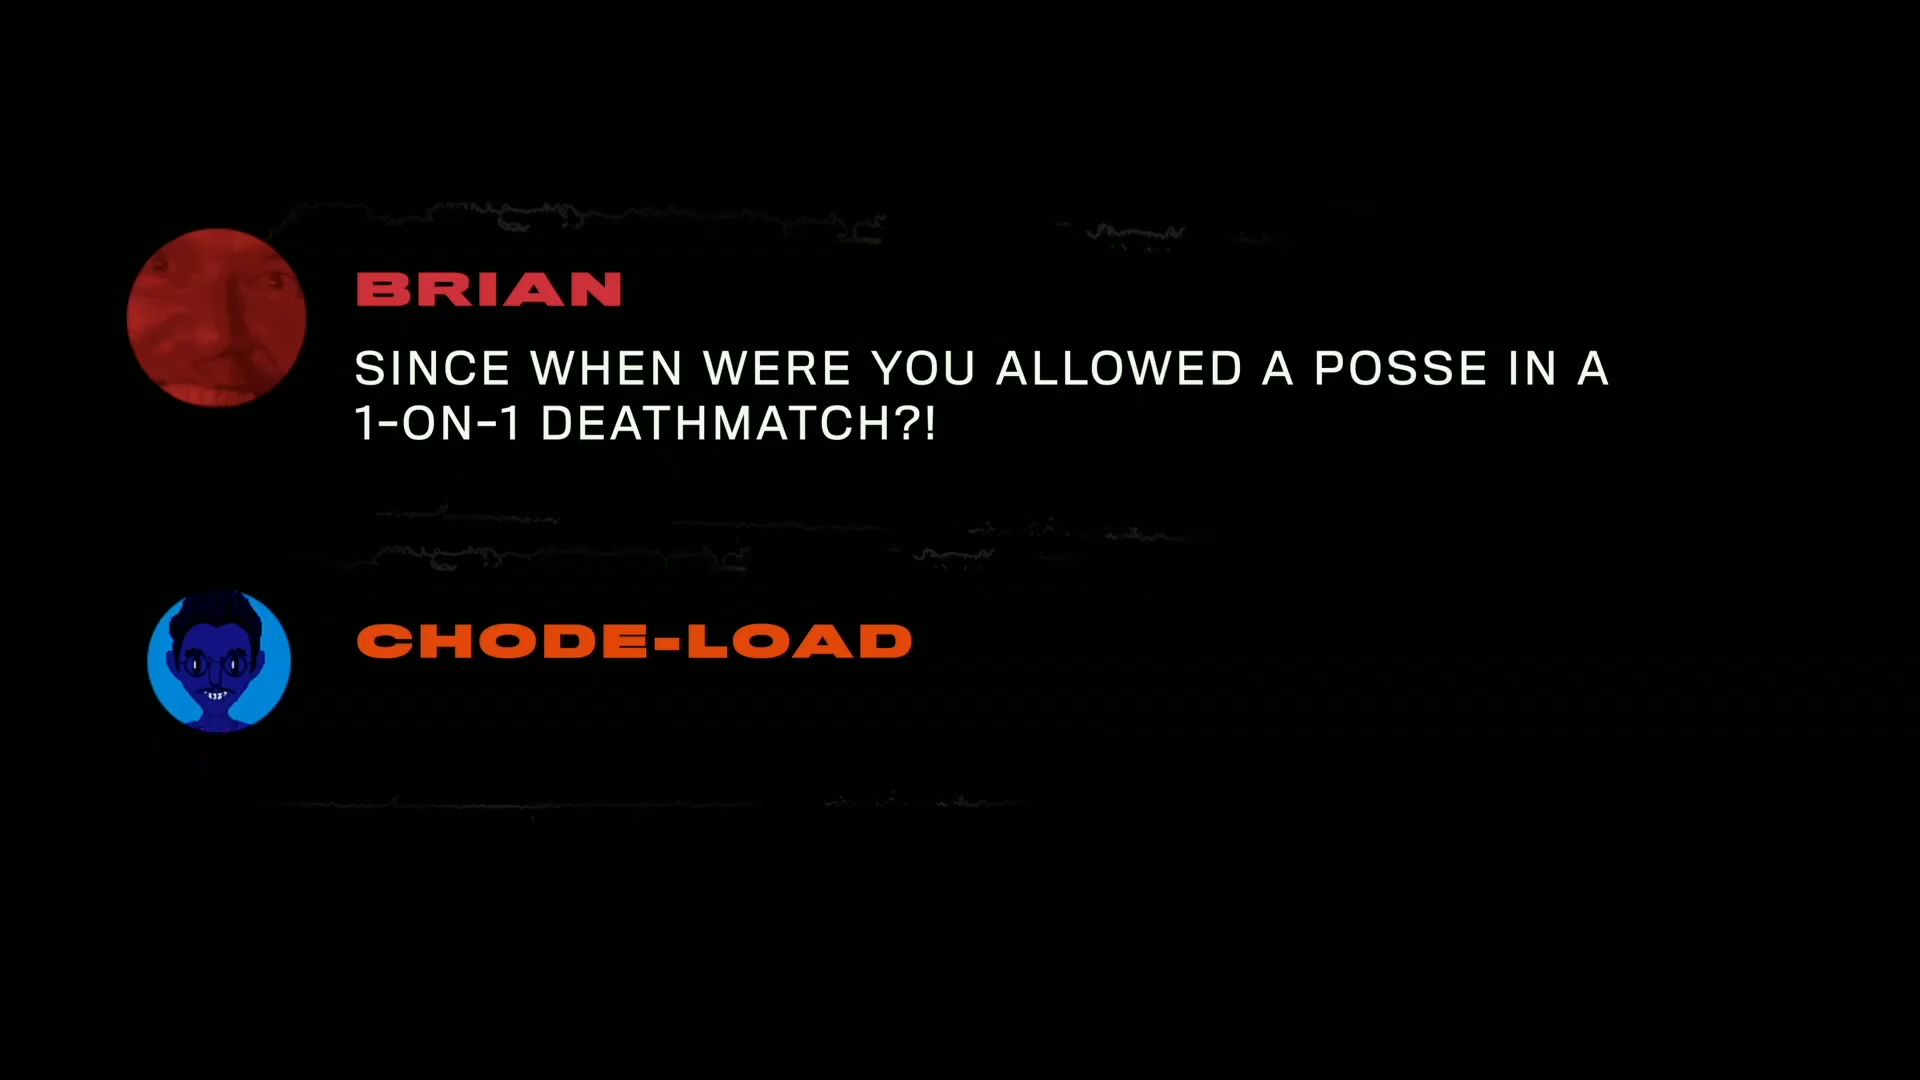 BRIAN
SINCE WHEN WERE YOU ALLOWED A POSSE IN A
1-ON-1 DEATHMATCH?!
CHODE-LOAD